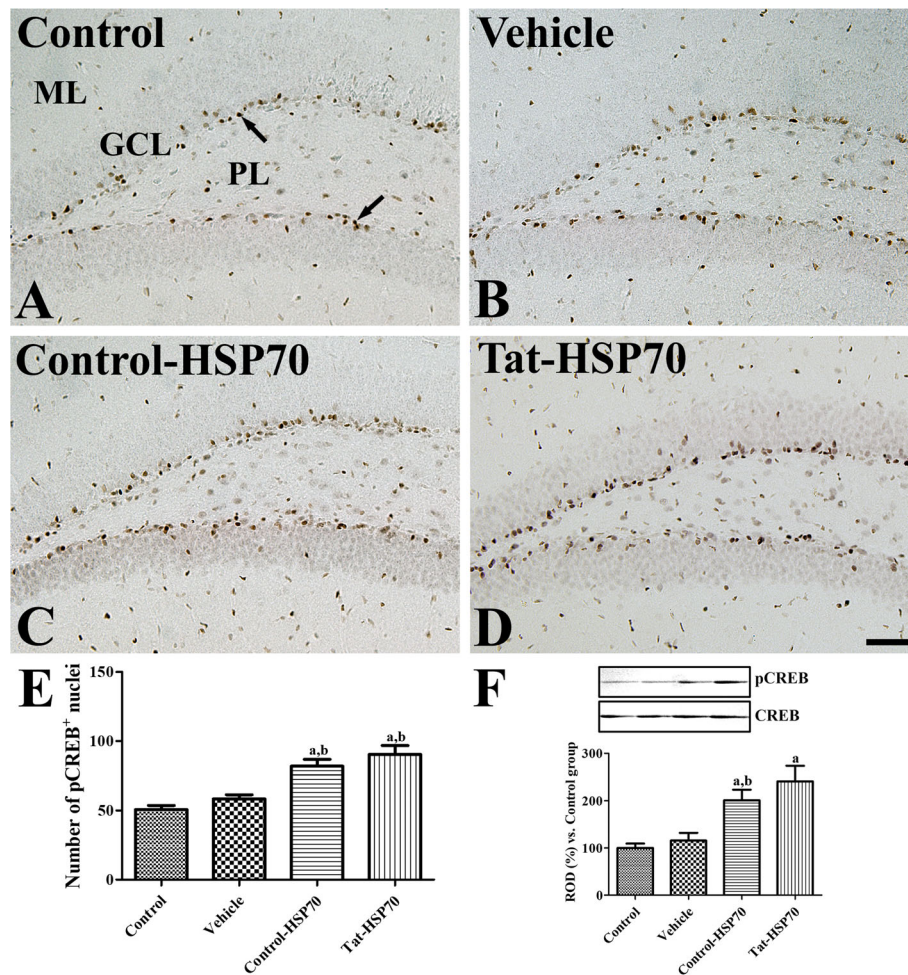 Control
ML
GCL
PL
A
Vehicle
B
Control-HSP70
C
Tat-HSP70
D
E
Number of pCREB⁺ nuclei
150
100
50
0
a,b
a,b
Control
Vehicle
Control-HSP70
Tat-HSP70
F
pCREB
CREB
ROD (%) vs. Control group
300
200
100
0
a,b
a
Control
Vehicle
Control-HSP70
Tat-HSP70